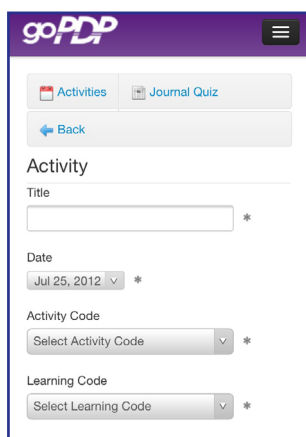 goPDP
Activities Journal Quiz
Back
Activity
Title
*
Date
Jul 25, 2012 *
Activity Code
Select Activity Code *
Learning Code
Select Learning Code *